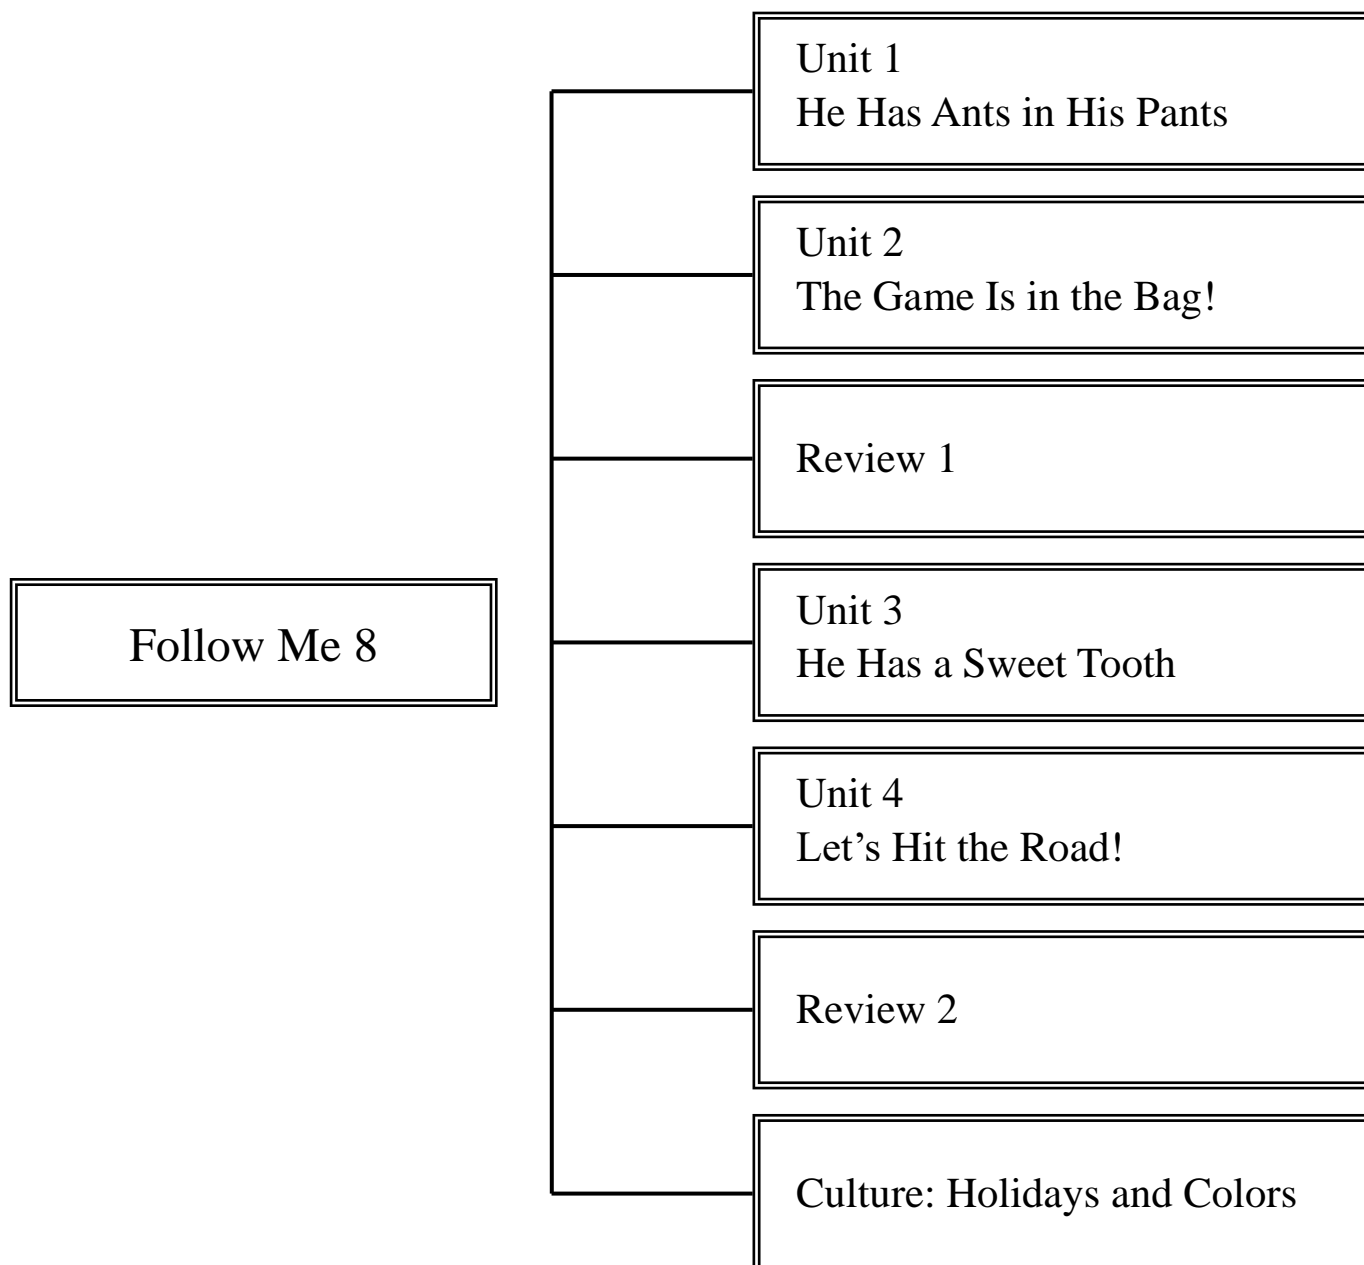 Unit 1
He Has Ants in His Pants
Unit 2
The Game Is in the Bag!
Review 1
Follow Me 8
Unit 3
He Has a Sweet Tooth
Unit 4
Let’s Hit the Road!
Review 2
Culture: Holidays and Colors